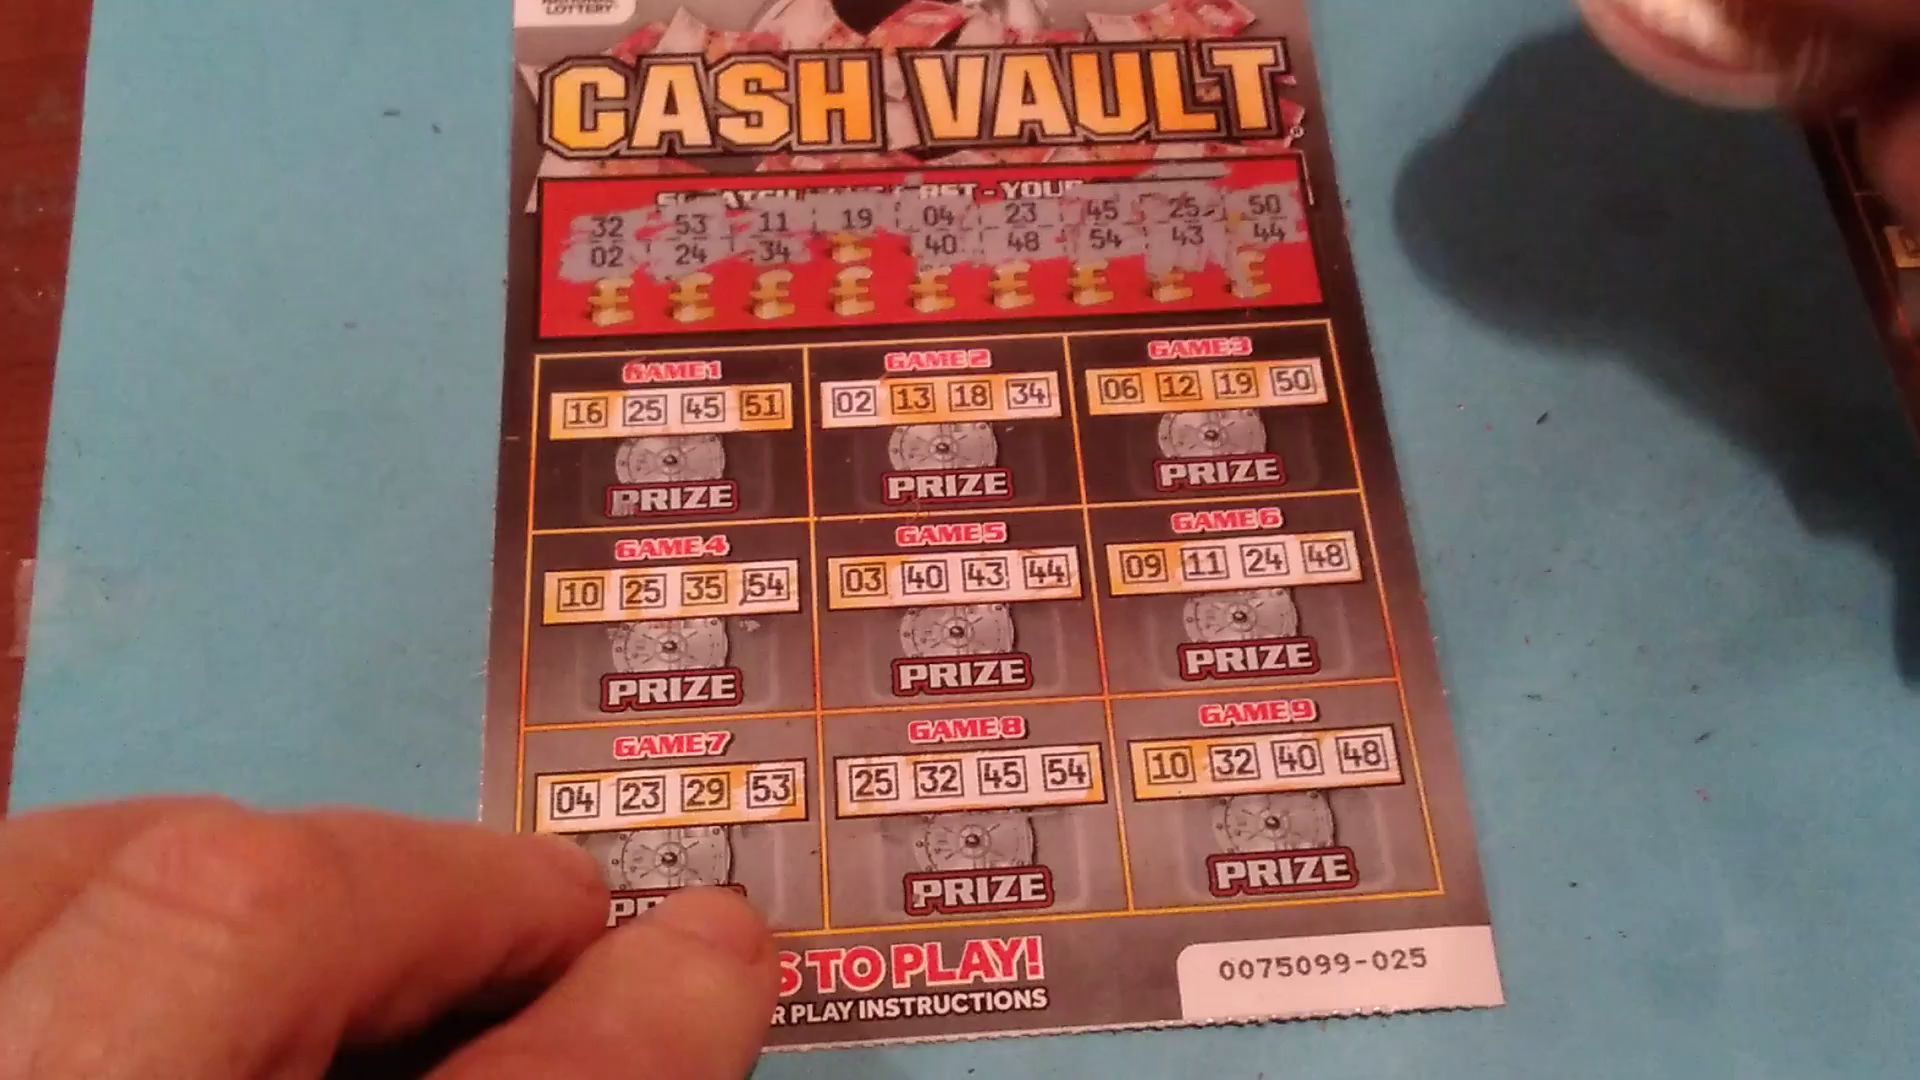 LOTTERY
CASH VAULT
32 53 11 19 04 23 45 25 50
02 24 34 40 48 54 43 44
£ £ £ £ £ £ £ £ £
GAME 1 GAME 2 GAME 3
16 25 45 51 02 13 18 34 06 12 19 50
PRIZE PRIZE PRIZE
GAME 4 GAME 5 GAME 6
10 25 35 54 03 40 43 44 09 11 24 48
PRIZE PRIZE PRIZE
GAME 7 GAME 8 GAME 9
04 23 29 53 25 32 45 54 10 32 40 48
PRIZE PRIZE
TO PLAY!
PLAY INSTRUCTIONS
0075099-025